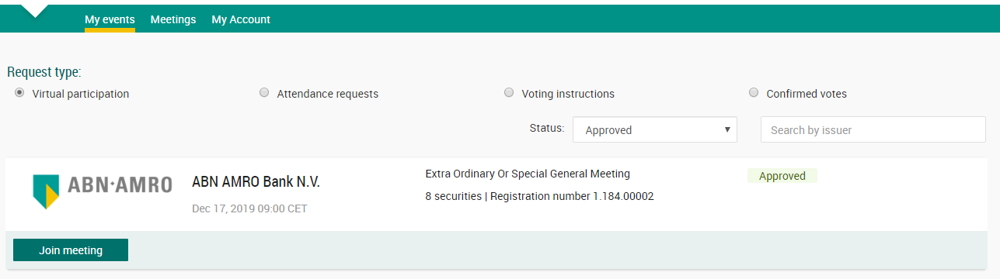 My events Meetings My Account
Request type:
Virtual participation Attendance requests Voting instructions Confirmed votes
Status: Approved Search by issuer
ABN·AMRO ABN AMRO Bank N.V. Extra Ordinary Or Special General Meeting Approved
Dec 17, 2019 09:00 CET 8 securities | Registration number 1.184.00002
Join meeting